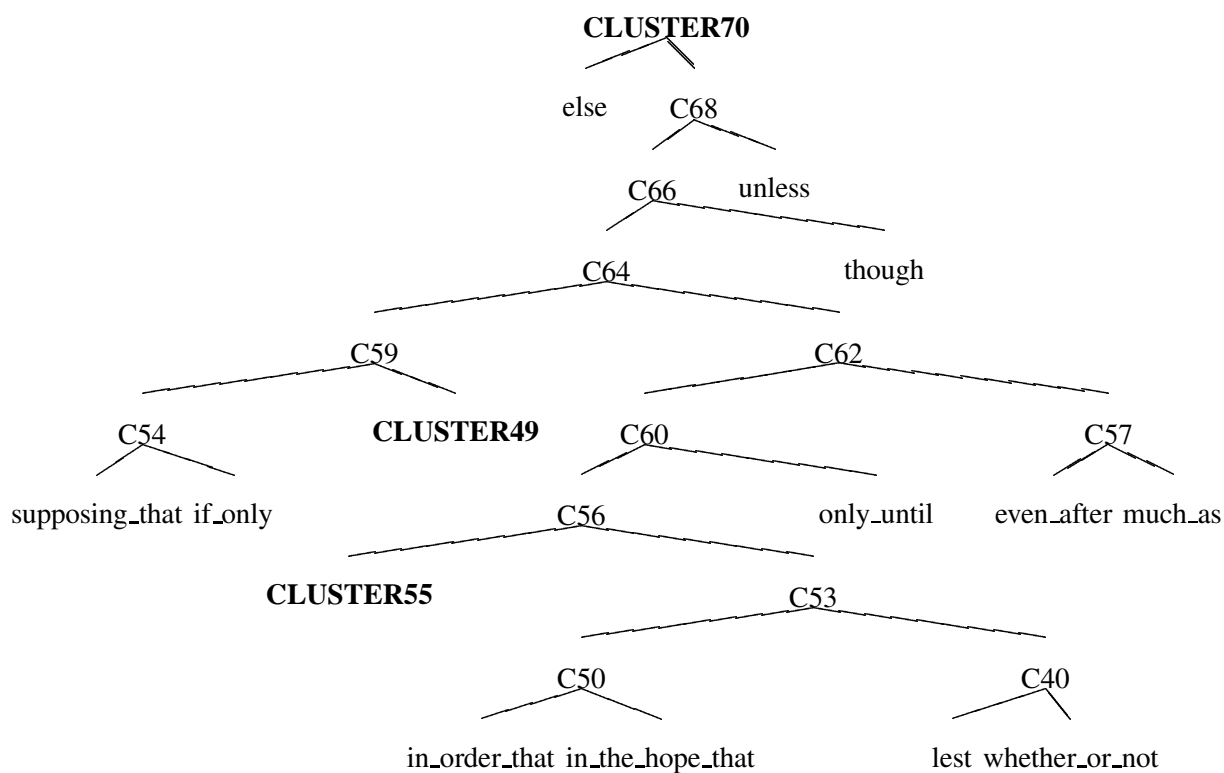 CLUSTER70
else C68
C66 unless
C64 though
C59 C62
C54 CLUSTER49 C60 C57
supposing_that if_only C56 only_until even_after much_as
CLUSTER55 C53
C50 C40
in_order_that in_the_hope_that lest whether_or_not